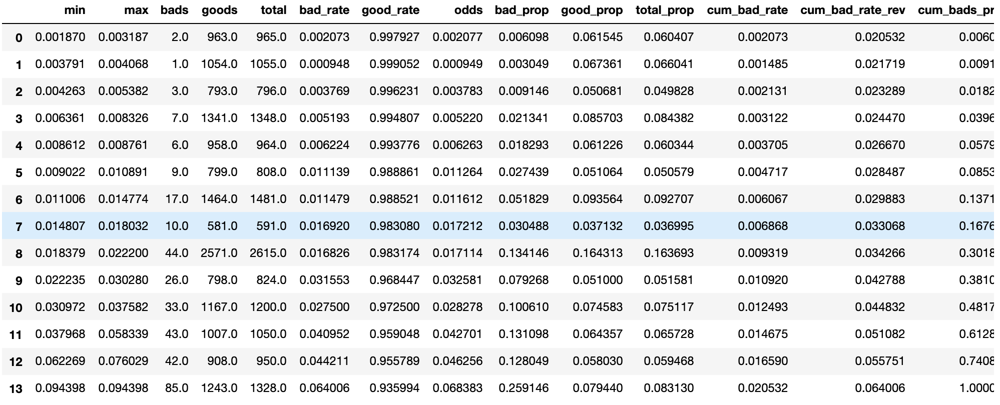 min max bads goods total bad_rate good_rate odds bad_prop good_prop total_prop cum_bad_rate cum_bad_rate_rev cum_bads_pr
0 0.001870 0.003187 2.0 963.0 965.0 0.002073 0.997927 0.002077 0.006098 0.061545 0.060407 0.002073 0.020532 0.0060
1 0.003791 0.004068 1.0 1054.0 1055.0 0.000948 0.999052 0.000949 0.003049 0.067361 0.066041 0.001485 0.021719 0.0091
2 0.004263 0.005382 3.0 793.0 796.0 0.003769 0.996231 0.003783 0.009146 0.050681 0.049828 0.002131 0.023289 0.0182
3 0.006361 0.008326 7.0 1341.0 1348.0 0.005193 0.994807 0.005220 0.021341 0.085703 0.084382 0.003122 0.024470 0.0396
4 0.008612 0.008761 6.0 958.0 964.0 0.006224 0.993776 0.006263 0.018293 0.061226 0.060344 0.003705 0.026670 0.0579
5 0.009022 0.010891 9.0 799.0 808.0 0.011139 0.988861 0.011264 0.027439 0.051064 0.050579 0.004717 0.028487 0.0853
6 0.011006 0.014774 17.0 1464.0 1481.0 0.011479 0.988521 0.011612 0.051829 0.093564 0.092707 0.006067 0.029883 0.1371
7 0.014807 0.018032 10.0 581.0 591.0 0.016920 0.983080 0.017212 0.030488 0.037132 0.036995 0.006868 0.033068 0.1676
8 0.018379 0.022200 44.0 2571.0 2615.0 0.016826 0.983174 0.017114 0.134146 0.164313 0.163693 0.009319 0.034266 0.3018
9 0.022235 0.030280 26.0 798.0 824.0 0.031553 0.968447 0.032581 0.079268 0.051000 0.051581 0.010920 0.042788 0.3810
10 0.030972 0.037582 33.0 1167.0 1200.0 0.027500 0.972500 0.028278 0.100610 0.074583 0.075117 0.012493 0.044832 0.4817
11 0.037968 0.058339 43.0 1007.0 1050.0 0.040952 0.959048 0.042701 0.131098 0.064357 0.065728 0.014675 0.051082 0.6128
12 0.062269 0.076029 42.0 908.0 950.0 0.044211 0.955789 0.046256 0.128049 0.058030 0.059468 0.016590 0.055751 0.7408
13 0.094398 0.094398 85.0 1243.0 1328.0 0.064006 0.935994 0.068383 0.259146 0.079440 0.083130 0.020532 0.064006 1.0000